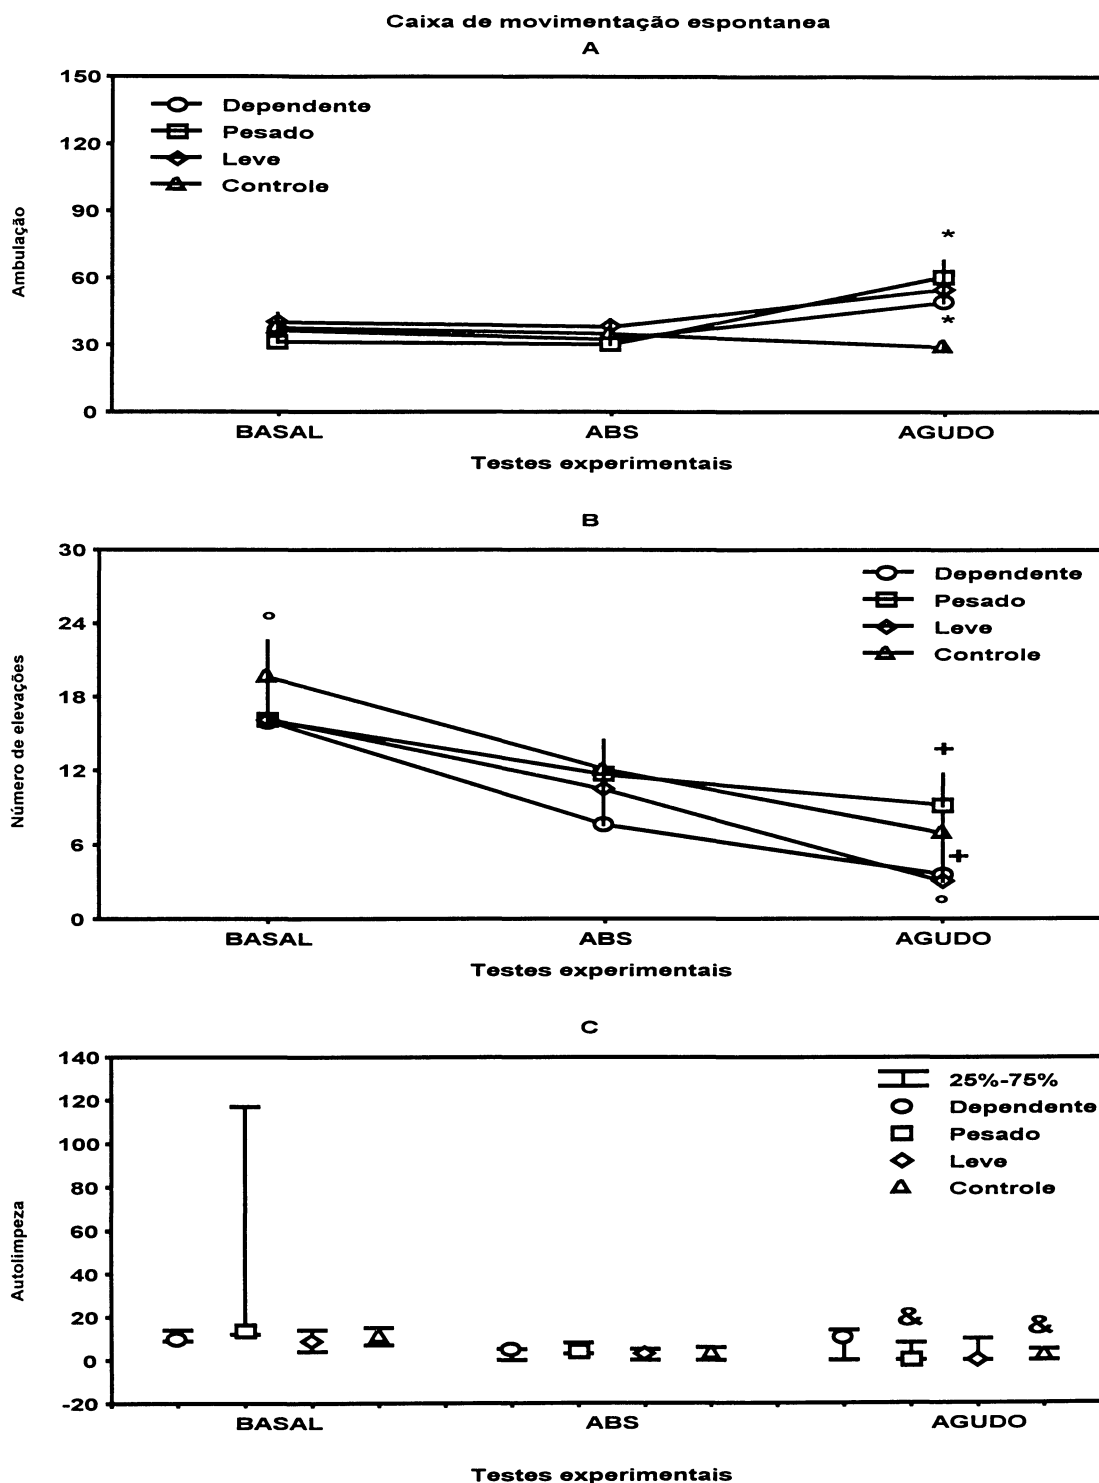 Caixa de movimentação espontanea
A
150
120
90
60
30
0
Ambulação
Dependente
Pesado
Leve
Controle
*
*
BASAL ABS AGUDO
Testes experimentais
B
30
24
18
12
6
0
Número de elevações
Dependente
Pesado
Leve
Controle
°
+
+
°
BASAL ABS AGUDO
Testes experimentais
C
140
120
100
80
60
40
20
0
-20
Autolimpeza
25%-75%
Dependente
Pesado
Leve
Controle
& &
BASAL ABS AGUDO
Testes experimentais